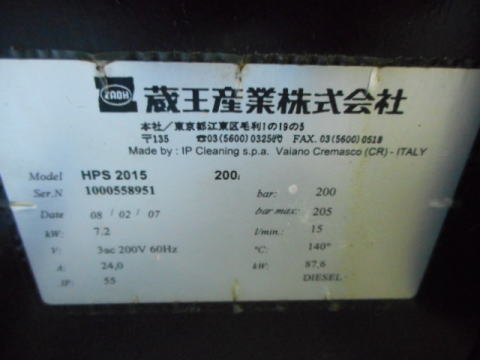 ZAOH 蔵王産業株式会社
本社/東京都江東区毛利1の19の5
〒135 ☎03(5600)0325代 FAX.03(5600)0518
Made by : IP Cleaning s.p.a. Vaiano Cremasco (CR) - ITALY
Model HPS 2015 200i
Ser.N 1000558951 bar: 200
Date 08 / 02 / 07 bar max: 205
kW: 7,2 l/min.: 15
V: 3ac 200V 60Hz °C: 140°
A: 24,0 kW: 87,6
IP: 55 DIESEL